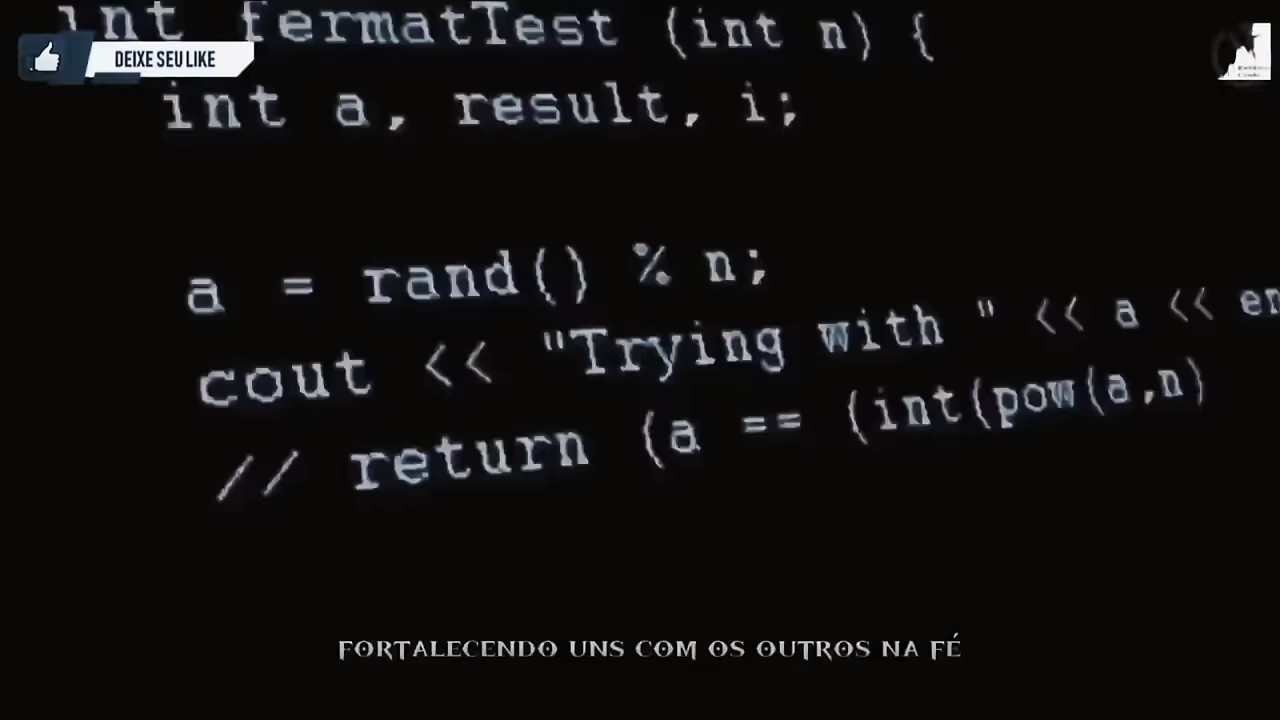 int fermatTest (int n) {
DEIXE SEU LIKE
int a, result, i;
a = rand() % n;
cout << "Trying with " << a << en
// return (a == (int(pow(a,n)
FORTALECENDO UNS COM OS OUTROS NA FÉ